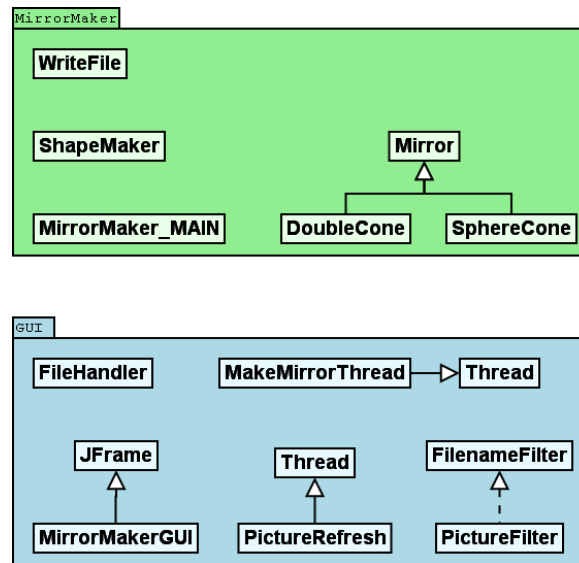 MirrorMaker
WriteFile
ShapeMaker
Mirror
MirrorMaker_MAIN
DoubleCone
SphereCone
GUI
FileHandler
MakeMirrorThread
Thread
JFrame
Thread
FilenameFilter
MirrorMakerGUI
PictureRefresh
PictureFilter